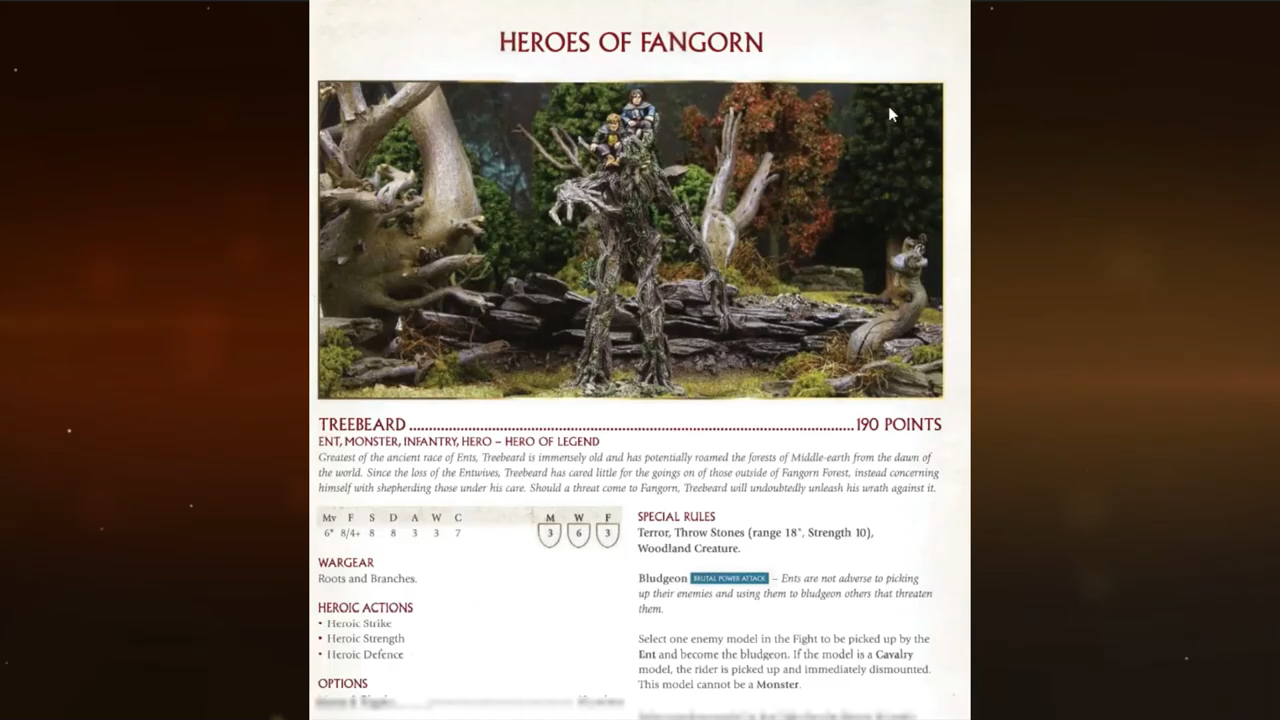 HEROES OF FANGORN
TREEBEARD ........ 190 POINTS
ENT, MONSTER, INFANTRY, HERO – HERO OF LEGEND
Greatest of the ancient race of Ents, Treebeard is immensely old and has potentially roamed the forests of Middle-earth from the dawn of
the world. Since the loss of the Entwives, Treebeard has cared little for the goings on of those outside of Fangorn Forest, instead concerning
himself with shepherding those under his care. Should a threat come to Fangorn, Treebeard will undoubtedly unleash his wrath against it.
Mv F S D A W C M W F
6" 8/4+ 8 8 3 3 7 3 6 3
WARGEAR
Roots and Branches.
HEROIC ACTIONS
• Heroic Strike
• Heroic Strength
• Heroic Defence
OPTIONS
SPECIAL RULES
Terror, Throw Stones (range 18", Strength 10),
Woodland Creature.
Bludgeon BRUTAL POWER ATTACK – Ents are not adverse to picking
up their enemies and using them to bludgeon others that threaten
them.
Select one enemy model in the Fight to be picked up by the
Ent and become the bludgeon. If the model is a Cavalry
model, the rider is picked up and immediately dismounted.
This model cannot be a Monster.